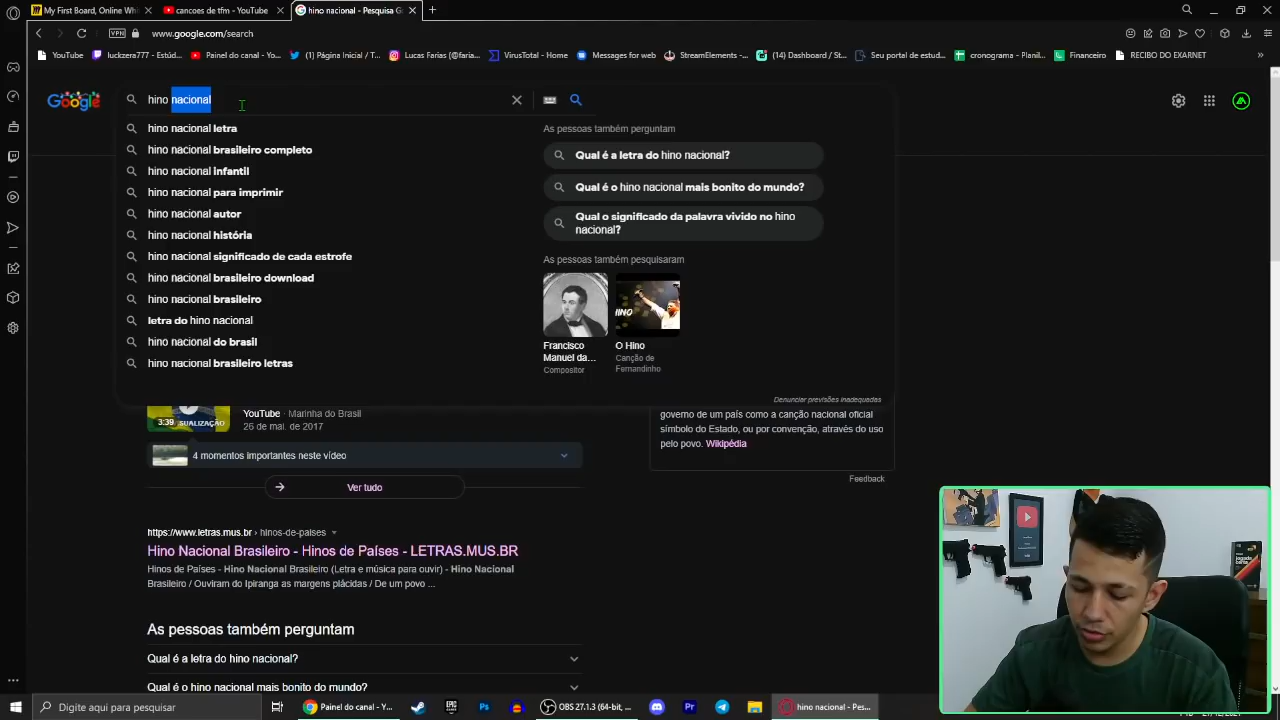 My First Board, Online Whi
cancoes de tfm - YouTube
hino nacional - Pesquisa G
VPN
www.google.com/search
YouTube
luckzera777 - Estúd...
Painel do canal - Yo...
(1) Página Inicial / T...
Lucas Farias (@faria...
VirusTotal - Home
Messages for web
StreamElements - ...
(14) Dashboard / St...
Seu portal de estud...
cronograma - Planil...
Financeiro
RECIBO DO EXARNET
Google
hino nacional
hino nacional letra
hino nacional brasileiro completo
hino nacional infantil
hino nacional para imprimir
hino nacional autor
hino nacional história
hino nacional significado de cada estrofe
hino nacional brasileiro download
hino nacional brasileiro
letra do hino nacional
hino nacional do brasil
hino nacional brasileiro letras
As pessoas também perguntam
Qual é a letra do hino nacional?
Qual é o hino nacional mais bonito do mundo?
Qual o significado da palavra vivido no hino
nacional?
As pessoas também pesquisaram
Francisco
Manuel da...
Compositor
O Hino
Canção de
Fernandinho
Denunciar previsões inadequadas
3:39
YouTube · Marinha do Brasil
26 de mai. de 2017
4 momentos importantes neste vídeo
Ver tudo
governo de um país como a canção nacional oficial
símbolo do Estado, ou por convenção, através do uso
pelo povo. Wikipédia
Feedback
https://www.letras.mus.br › hinos-de-paises
Hino Nacional Brasileiro - Hinos de Países - LETRAS.MUS.BR
Hinos de Países - Hino Nacional Brasileiro (Letra e música para ouvir) - Hino Nacional
Brasileiro / Ouviram do Ipiranga as margens plácidas / De um povo ...
As pessoas também perguntam
Qual é a letra do hino nacional?
Qual é o hino nacional mais bonito do mundo?
Digite aqui para pesquisar
Painel do canal - Y...
OBS 27.1.3 (64-bit, ...
hino nacional - Pes...